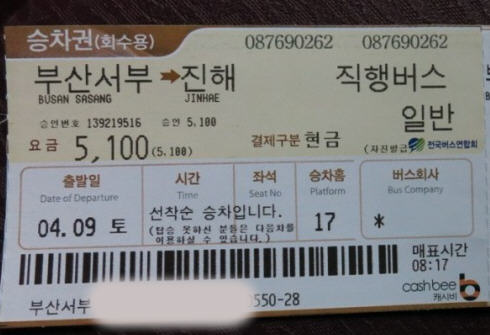 승차권(회수용) 087690262 087690262
부산서부 ➔ 진해 직행버스
BUSAN SASANG JINHAE
일반
승인번호 139219516 승인 5,100
요금 5,100(5,100) 결제구분 현금 (자진발급) 전국버스연합회
출발일 시간 좌석 승차홈 버스회사
Date of Departure Time Seat No Platform Bus Company
04.09 토 선착순 승차입니다. 17 *
(탑승 못하신 분들은 다음차를
이용하실 수 있습니다.)
매표시간
08:17
cashbee b
캐시비
부산서부 0550-28